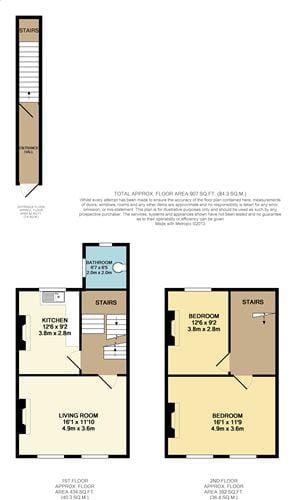 STAIRS
ENTRANCE
HALL
ENTRANCE FLOOR
APPROX. FLOOR
TOTAL APPROX. FLOOR AREA 907 SQ.FT. (84.3 SQ.M.)
Whilst every attempt has been made to ensure the accuracy of the floor plan contained here, measurements
of doors, windows, rooms and any other items are approximate and no responsibility is taken for any error,
omission, or mis-statement. This plan is for illustrative purposes only and should be used as such by any
prospective purchaser. The services, systems and appliances shown have not been tested and no guarantee
as to their operability or efficiency can be given
Made with Metropix ©2013
BATHROOM
6'7 x 6'5
2.0m x 2.0m
STAIRS
KITCHEN
12'6 x 9'2
3.8m x 2.8m
LIVING ROOM
16'1 x 11'10
4.9m x 3.6m
1ST FLOOR
APPROX. FLOOR
AREA 434 SQ.FT.
(40.3 SQ.M.)
STAIRS
BEDROOM
12'6 x 9'2
3.8m x 2.8m
BEDROOM
16'1 x 11'9
4.9m x 3.6m
2ND FLOOR
APPROX. FLOOR
AREA 392 SQ.FT.
(36.4 SQ.M.)